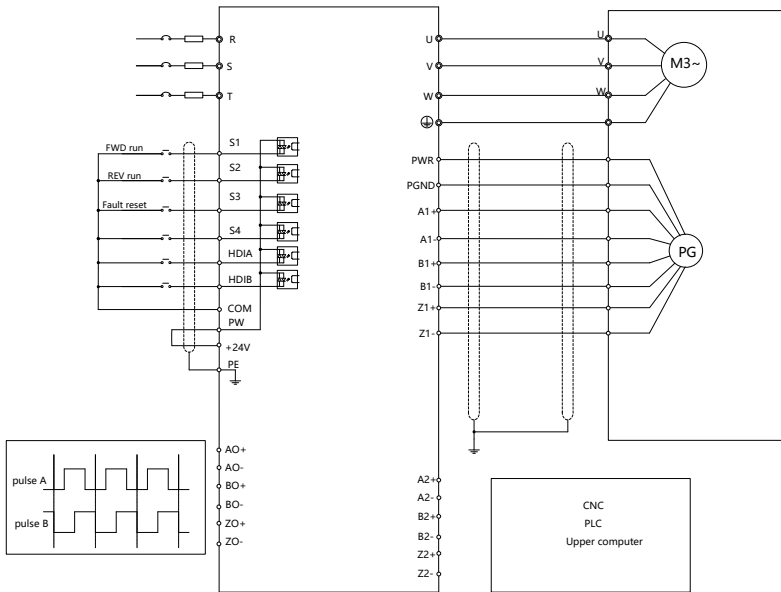 R
S
T
U
V
W
U
V
W
M3~
FWD run
REV run
Fault reset
S1
S2
S3
S4
HDIA
HDIB
COM
PW
+24V
PE
PWR
PGND
A1+
A1-
B1+
B1-
Z1+
Z1-
PG
pulse A
pulse B
AO+
AO-
BO+
BO-
ZO+
ZO-
A2+
A2-
B2+
B2-
Z2+
Z2-
CNC
PLC
Upper computer